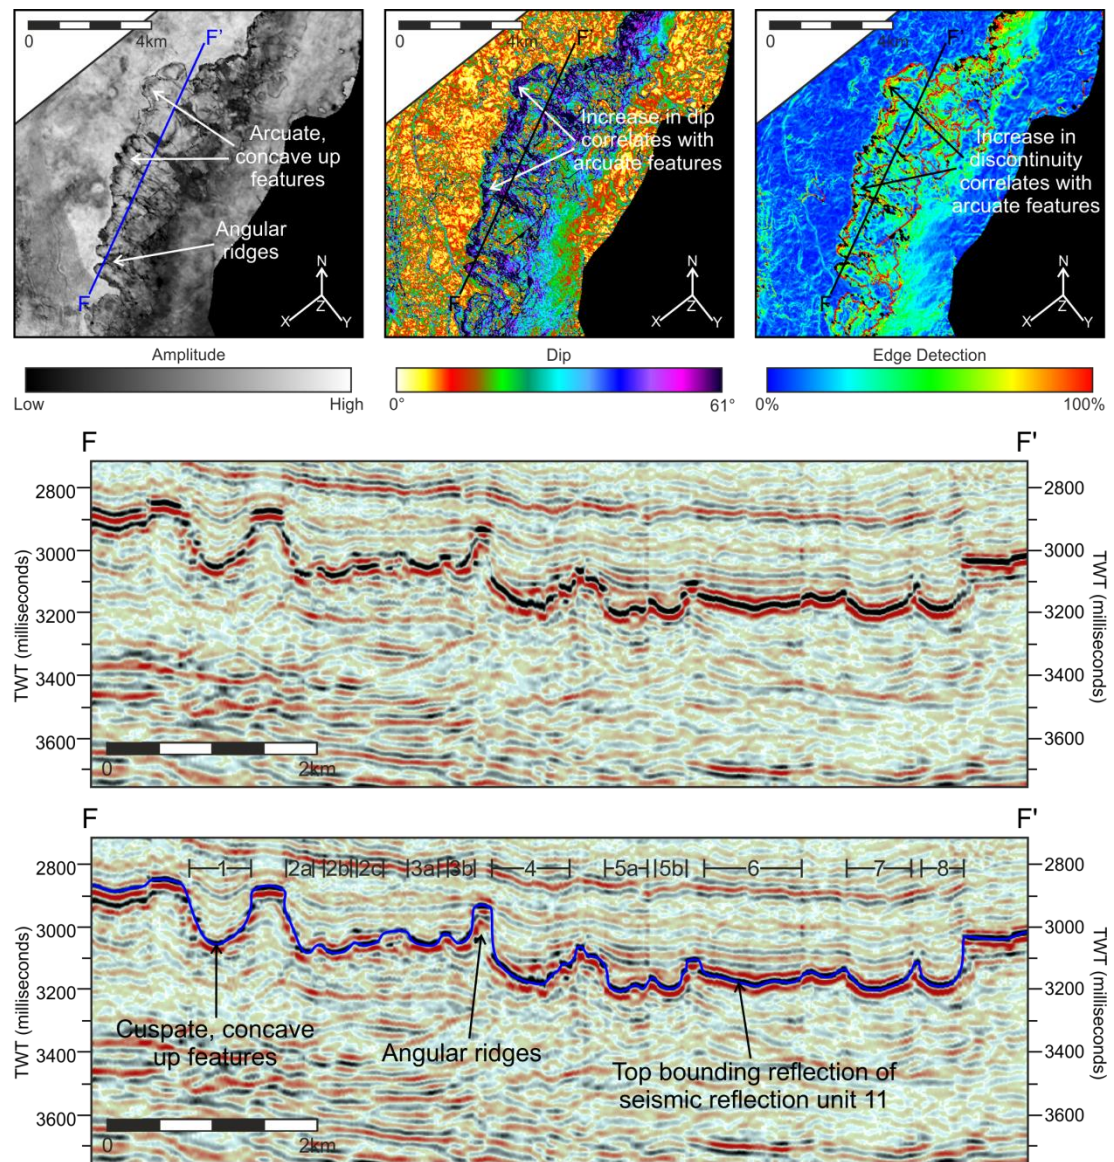 0 4km
F'
Arcuate,
concave up
features
Angular
ridges
F
N
Z
X Y
Amplitude
Low High
0 4km
F'
Increase in dip
correlates with
arcuate features
F
N
Z
X Y
Dip
0° 61°
0 4km
F'
Increase in
discontinuity
correlates with
arcuate features
F
N
Z
X Y
Edge Detection
0% 100%
F F'
TWT (milliseconds)
2800
3000
3200
3400
3600
0 2km
2800
3000
3200
3400
3600
TWT (milliseconds)
F F'
TWT (milliseconds)
2800
3000
3200
3400
3600
1 2a 2b 2c 3a 3b 4 5a 5b 6 7 8
Cuspate, concave
up features
Angular ridges
Top bounding reflection of
seismic reflection unit 11
0 2km
2800
3000
3200
3400
3600
TWT (milliseconds)